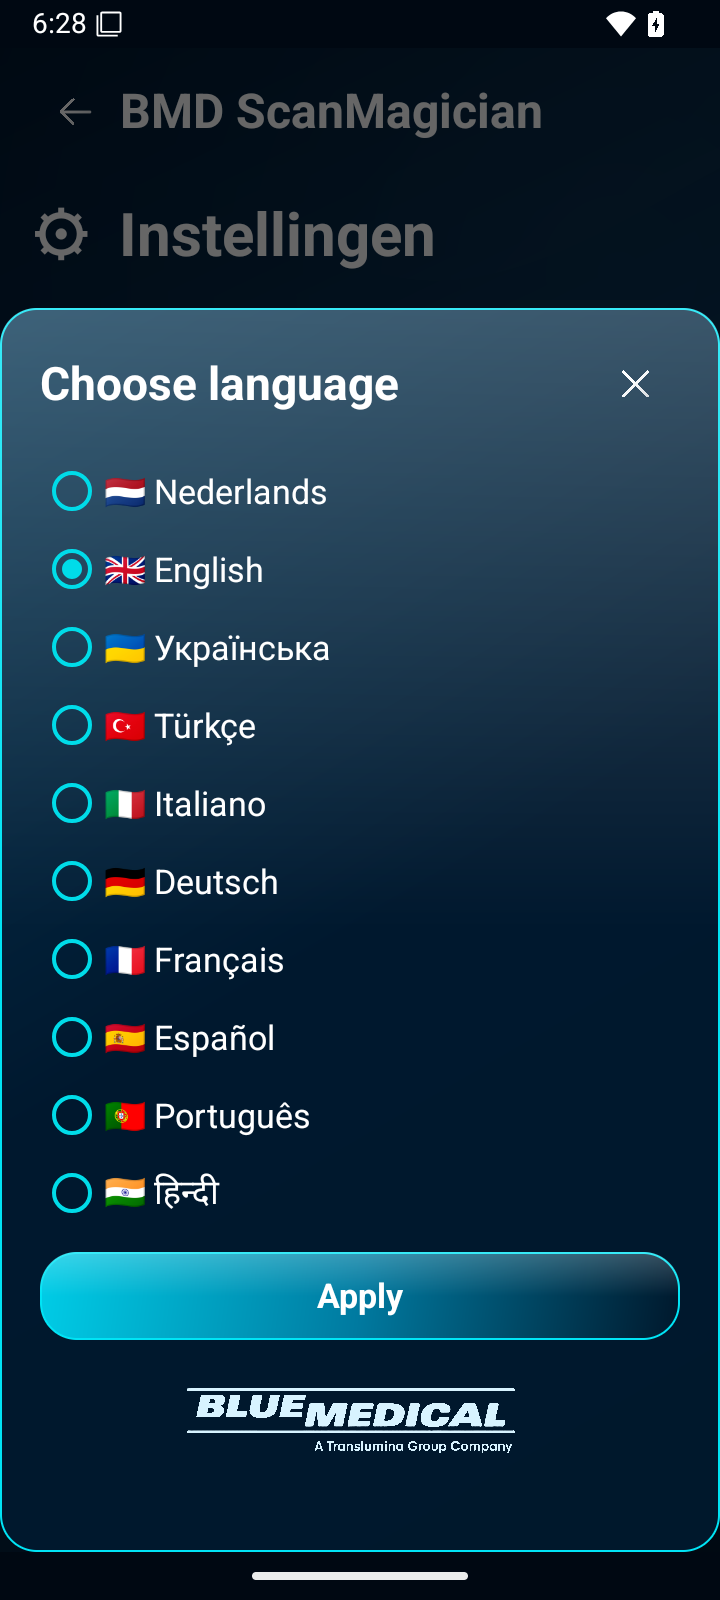 6:28
BMD ScanMagician
Instellingen
Choose language
Nederlands
English
Українська
Türkçe
Italiano
Deutsch
Français
Español
Português
हिन्दी
Apply
BLUEMEDICAL
A Translumina Group Company